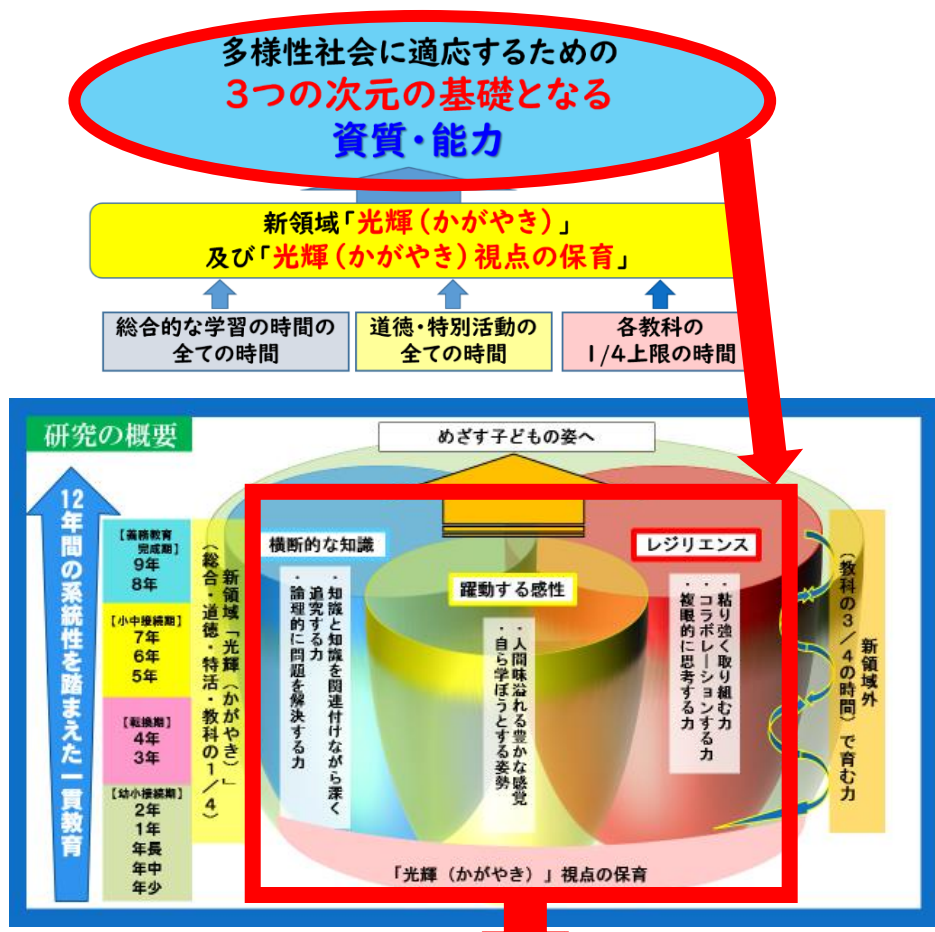 多様性社会に適応するための
３つの次元の基礎となる
資質・能力
新領域「光輝（かがやき）」
及び「光輝（かがやき）視点の保育」
総合的な学習の時間の
全ての時間
道徳・特別活動の
全ての時間
各教科の
1/4上限の時間
研究の概要
めざす子どもの姿へ
12年間の系統性を踏まえた一貫教育
【義務教育
完成期】
9年
8年
【小中接続期】
7年
6年
5年
【転換期】
4年
3年
【幼小接続期】
2年
1年
年長
年中
年少
新領域「光輝（かがやき）」
（総合・道徳・特活・教科の1/4）
横断的な知識
・知識と知識を関連付けながら深く
追究する力
・論理的に問題を解決する力
躍動する感性
・人間味溢れる豊かな感覚
・自ら学ぼうとする姿勢
レジリエンス
・粘り強く取り組む力
・コラボレーションする力
・複眼的に思考する力
新領域外
（教科の3/4の時間）で育む力
「光輝（かがやき）」視点の保育